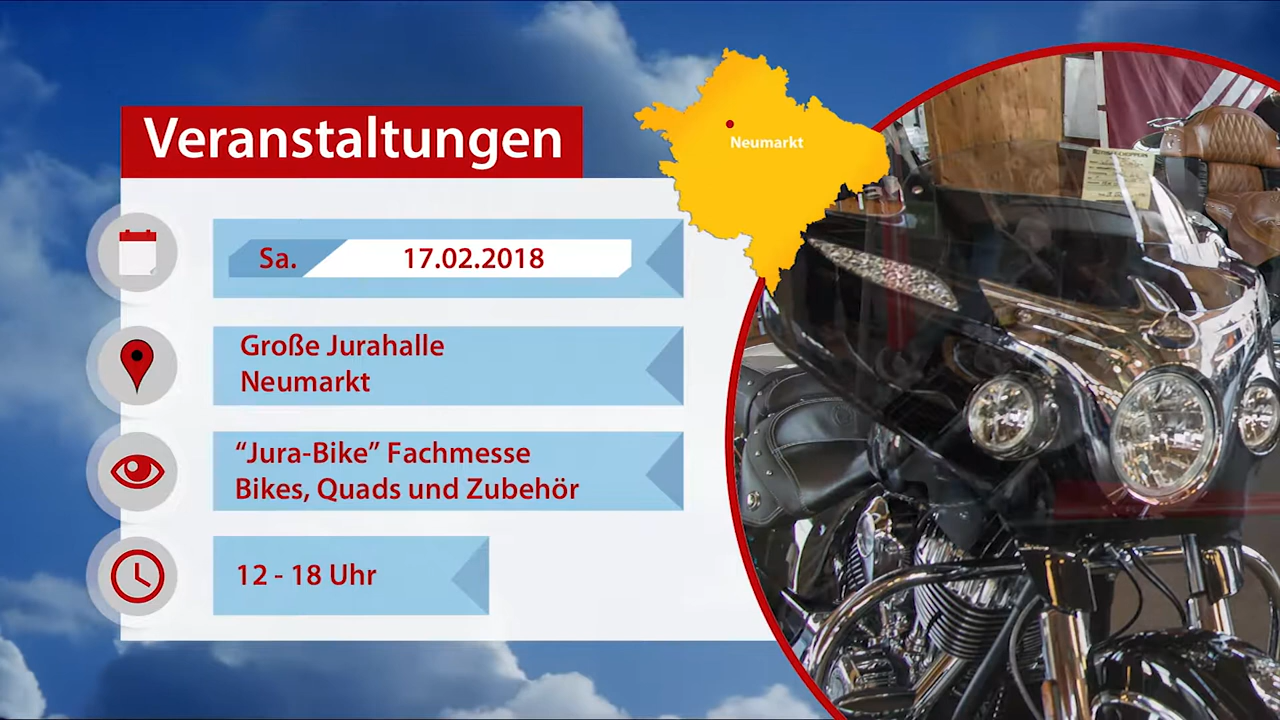 Veranstaltungen
Neumarkt
Sa. 17.02.2018
Große Jurahalle
Neumarkt
“Jura-Bike” Fachmesse
Bikes, Quads und Zubehör
12 - 18 Uhr